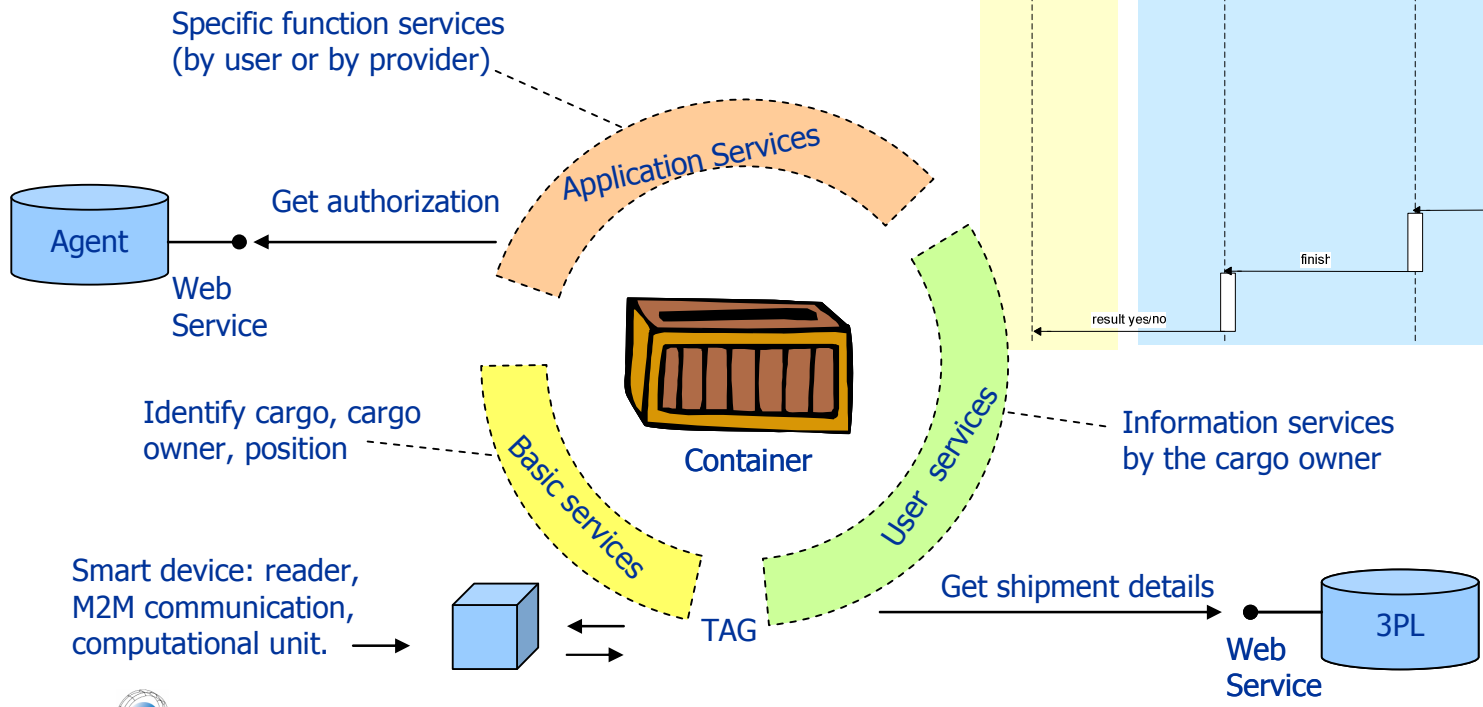 Specific function services
(by user or by provider)
Application Services
Get authorization
Agent
Web
Service
finish
result yes/no
Identify cargo, cargo
owner, position
Basic services
Container
User services
Information services
by the cargo owner
Smart device: reader,
M2M communication,
computational unit.
TAG
Get shipment details
3PL
Web
Service